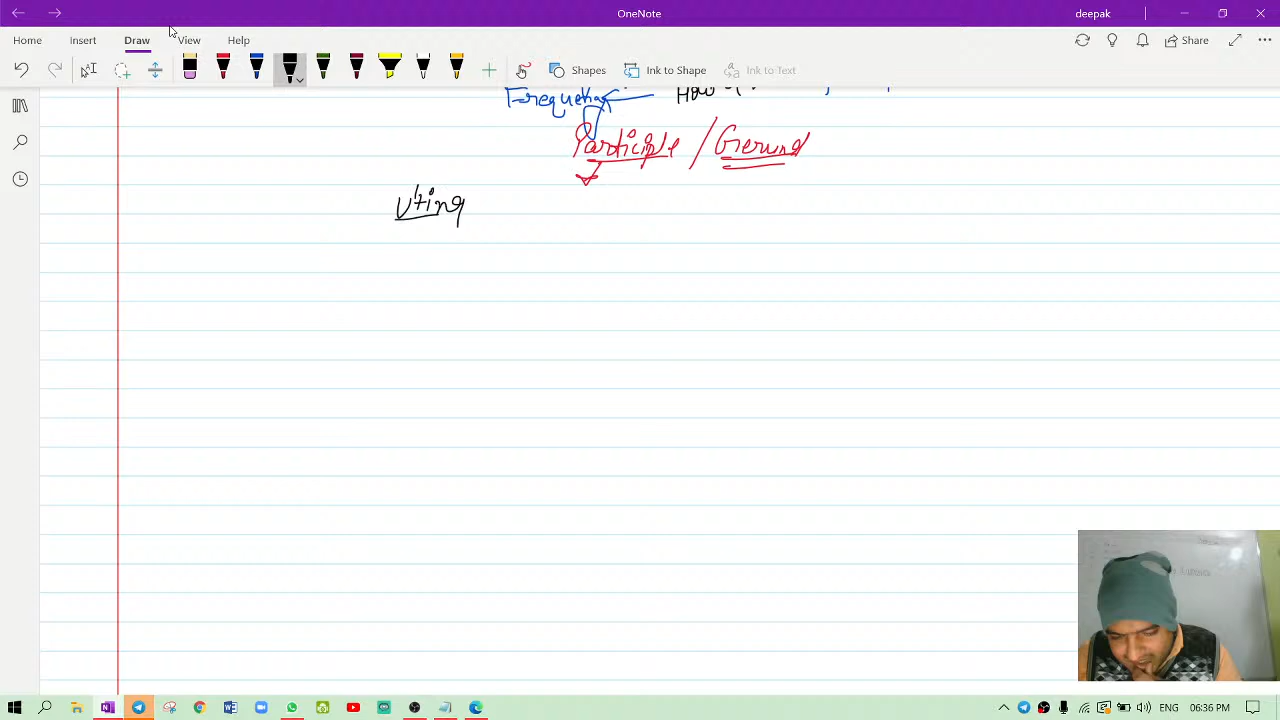 OneNote
deepak
Home Insert Draw View Help
Share
Shapes Ink to Shape Ink to Text
Frequency
Participle / Gerund
V+ing
ENG 06:36 PM